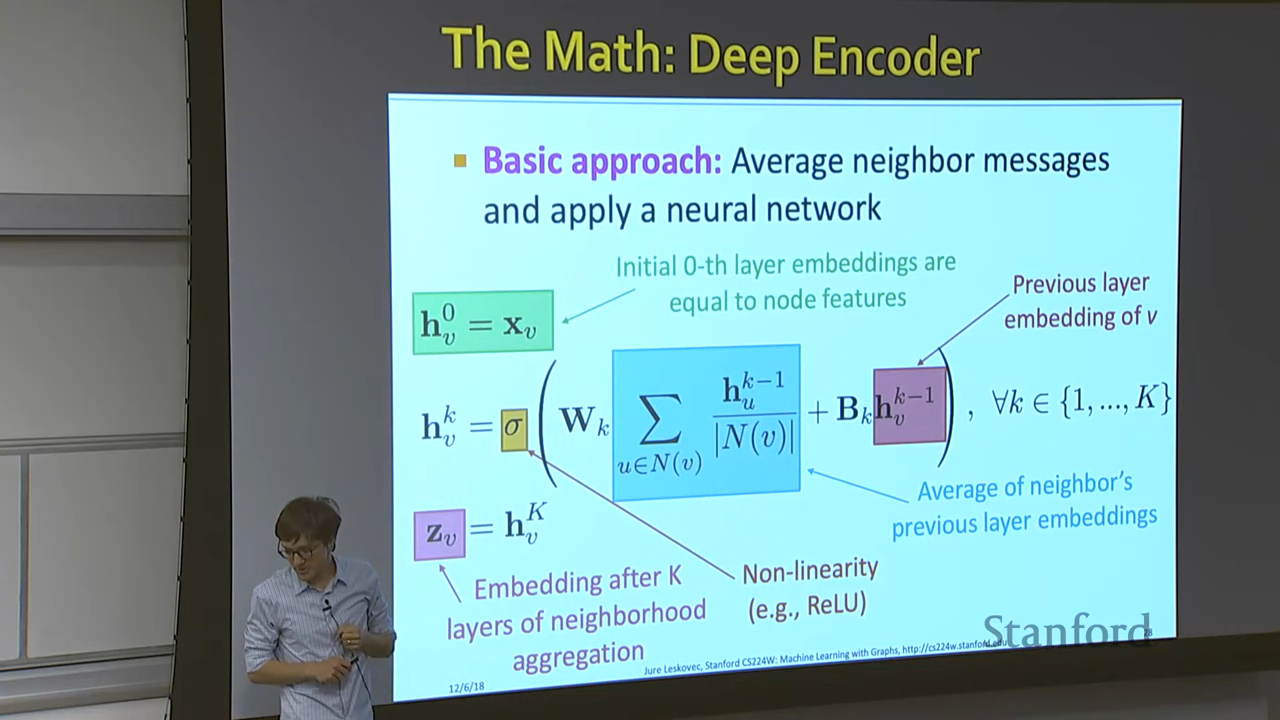 The Math: Deep Encoder
■ Basic approach: Average neighbor messages
and apply a neural network
Initial 0-th layer embeddings are
equal to node features
Previous layer
embedding of v
h_v^0 = x_v
h_v^k = σ ( W_k ∑_{u∈N(v)} h_u^{k-1} / |N(v)| + B_k h_v^{k-1} ) , ∀k ∈ {1, ..., K}
Average of neighbor's
previous layer embeddings
z_v = h_v^K
Embedding after K
layers of neighborhood
aggregation
Non-linearity
(e.g., ReLU)
Stanford
28
12/6/18
Jure Leskovec, Stanford CS224W: Machine Learning with Graphs, http://cs224w.stanford.edu